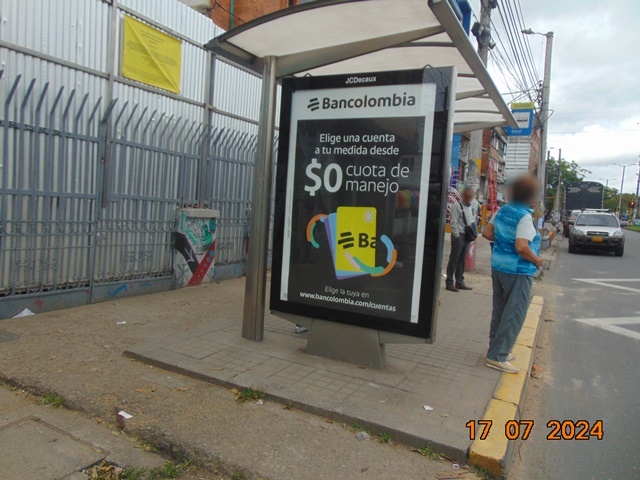 JCDecaux
Bancolombia
Elige una cuenta
a tu medida desde
$0 cuota de
manejo
Ba
Elige la tuya en
www.bancolombia.com/cuentas
17 07 2024